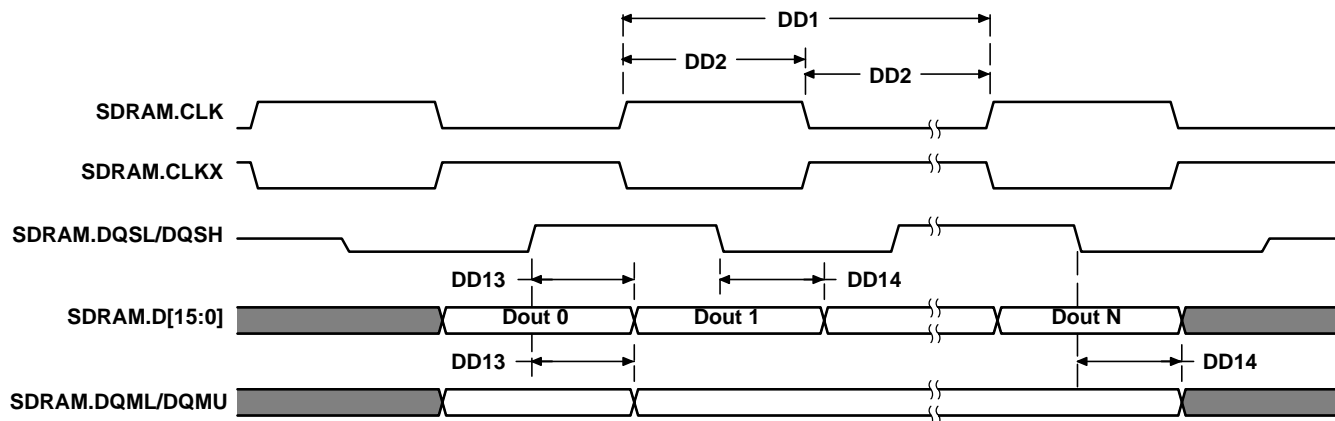 DD1
DD2
DD2
SDRAM.CLK
SDRAM.CLKX
SDRAM.DQSL/DQSH
DD13
DD14
SDRAM.D[15:0]
Dout 0
Dout 1
Dout N
DD13
DD14
SDRAM.DQML/DQMU